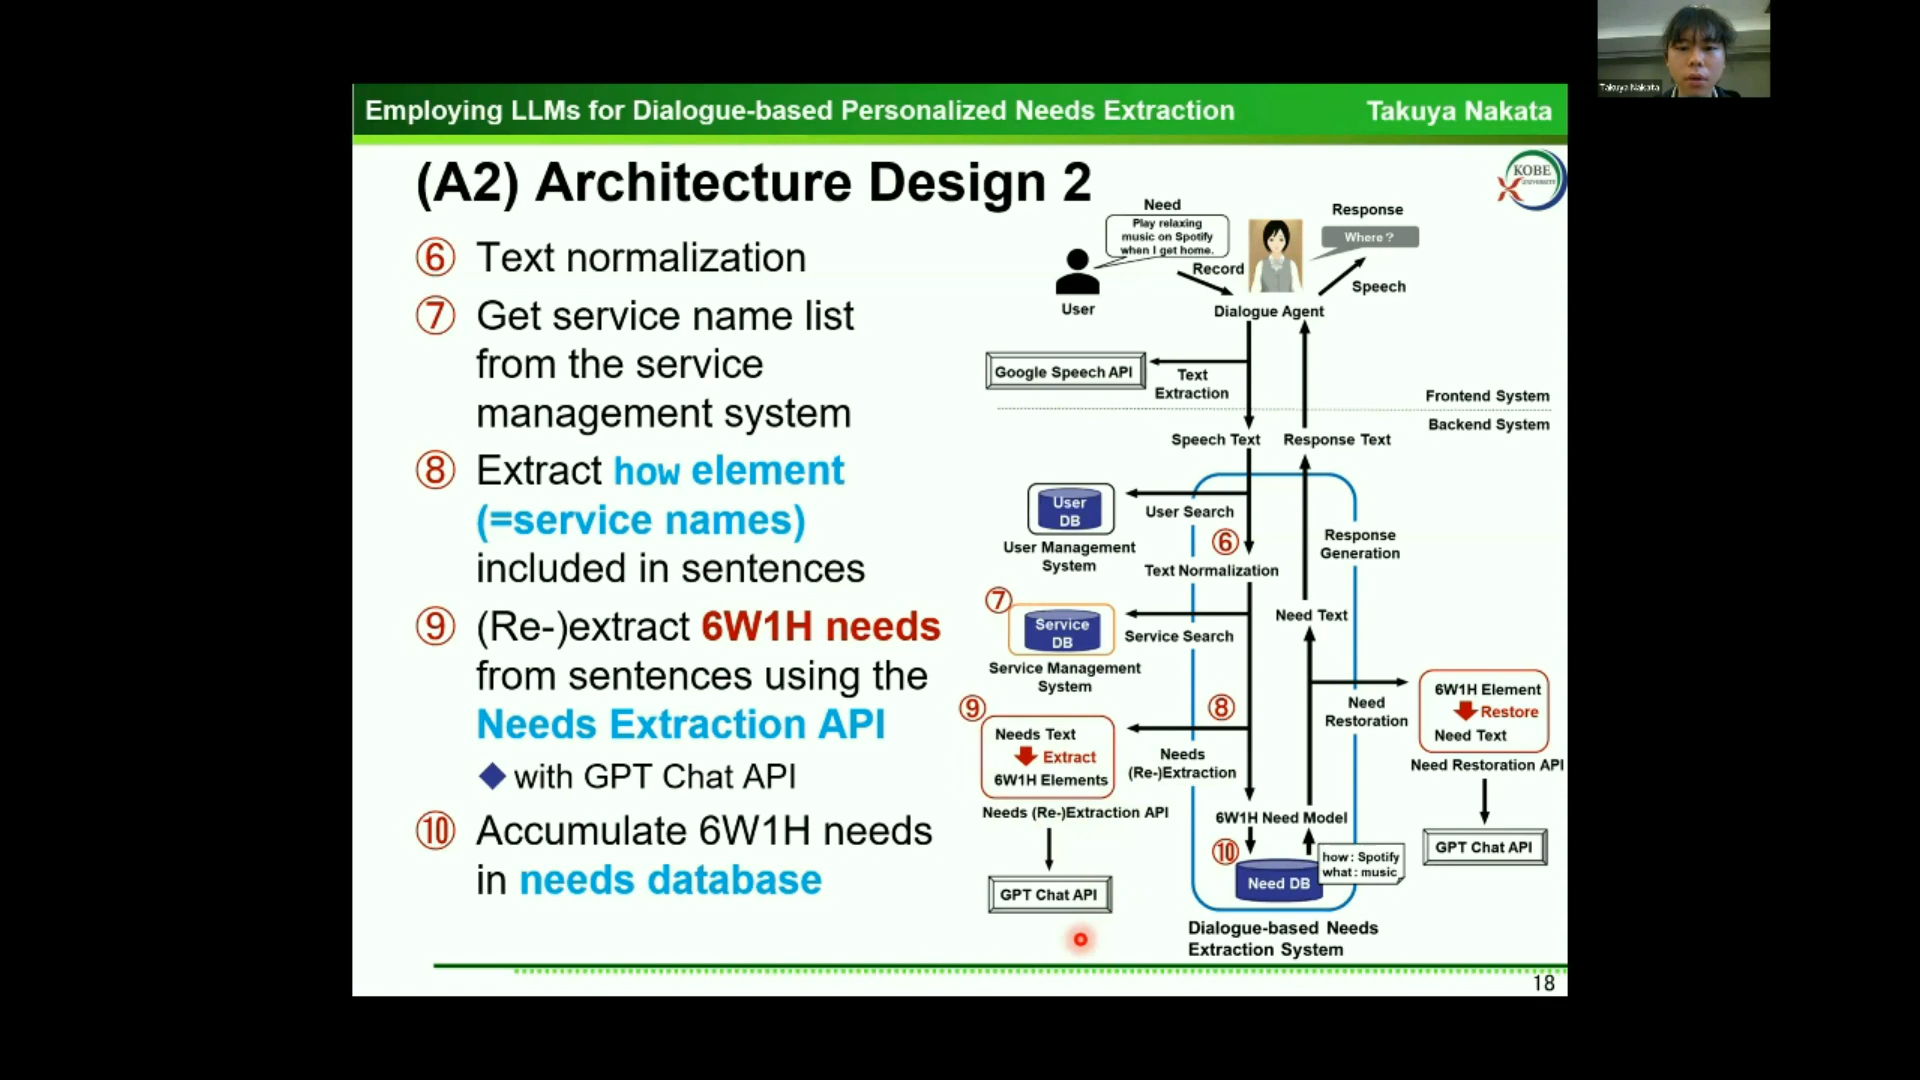 Takuya Nakata
Employing LLMs for Dialogue-based Personalized Needs Extraction
Takuya Nakata
(A2) Architecture Design 2
KOBE
UNIVERSITY
⑥ Text normalization
⑦ Get service name list
from the service
management system
⑧ Extract how element
(=service names)
included in sentences
⑨ (Re-)extract 6W1H needs
from sentences using the
Needs Extraction API
◆ with GPT Chat API
⑩ Accumulate 6W1H needs
in needs database
Need
Play relaxing
music on Spotify
when I get home.
User
Record
Dialogue Agent
Response
Where ?
Speech
Google Speech API
Text
Extraction
Frontend System
Backend System
Speech Text
Response Text
User
DB
User Search
User Management
System
⑥
Text Normalization
Response
Generation
⑦
Service
DB
Service Search
Service Management
System
Need Text
⑧
⑨
Needs Text
Extract
6W1H Elements
Needs
(Re-)Extraction
Needs (Re-)Extraction API
GPT Chat API
Need
Restoration
6W1H Element
Restore
Need Text
Need Restoration API
GPT Chat API
6W1H Need Model
⑩
Need DB
how : Spotify
what : music
Dialogue-based Needs
Extraction System
18